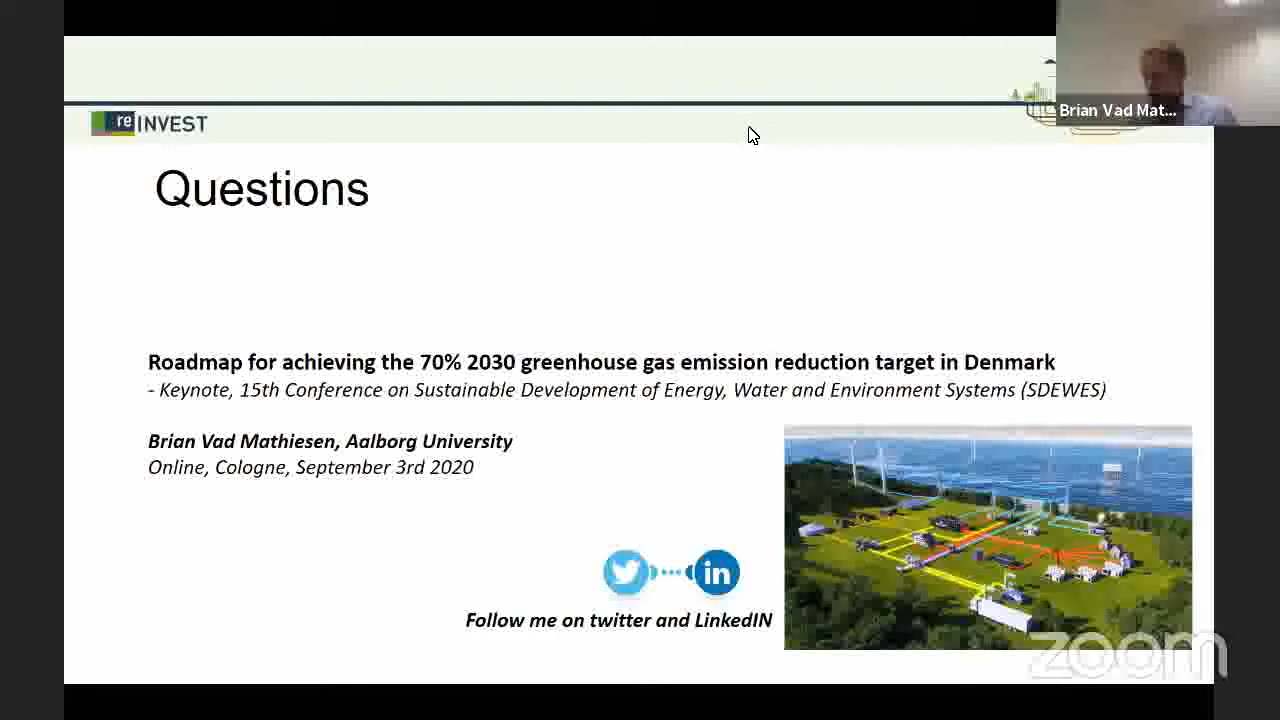 Brian Vad Mat...
re INVEST
Questions
Roadmap for achieving the 70% 2030 greenhouse gas emission reduction target in Denmark
- Keynote, 15th Conference on Sustainable Development of Energy, Water and Environment Systems (SDEWES)
Brian Vad Mathiesen, Aalborg University
Online, Cologne, September 3rd 2020
in
Follow me on twitter and LinkedIN
zoom